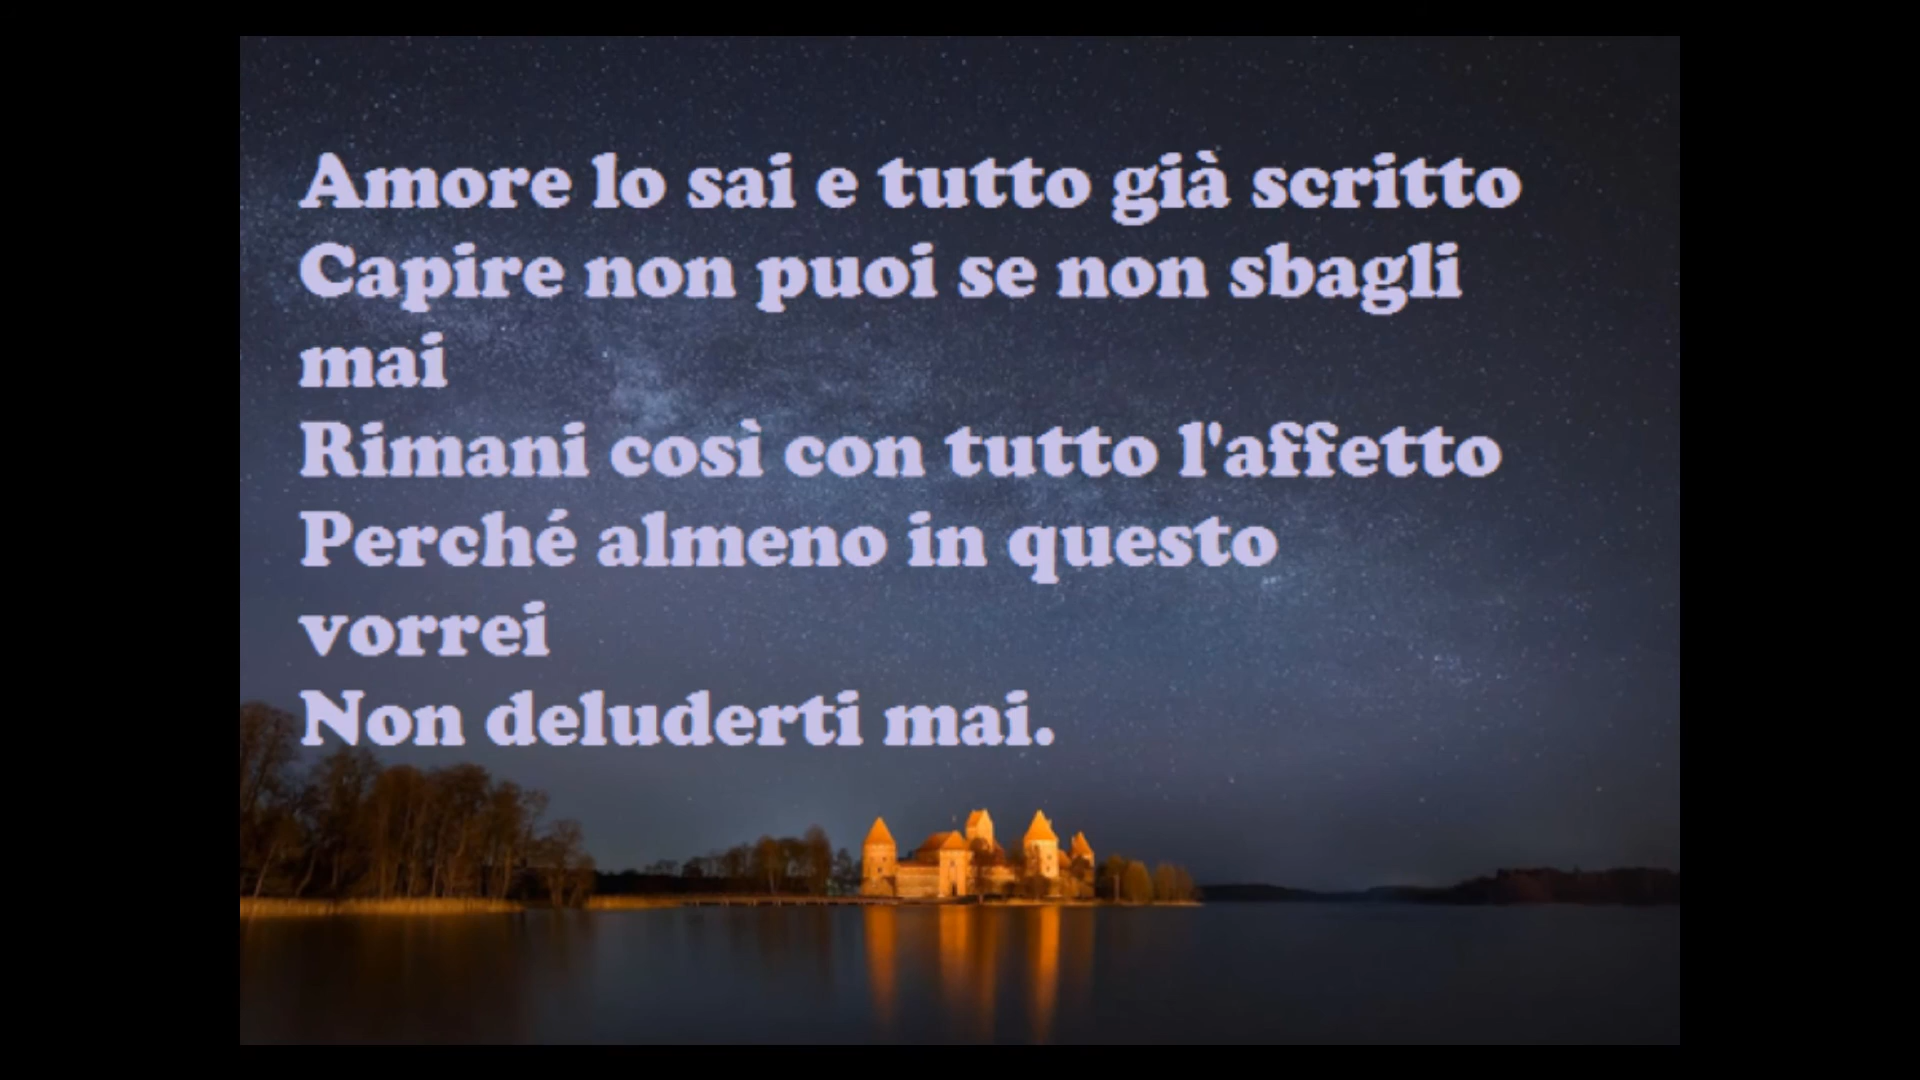 Amore lo sai e tutto già scritto
Capire non puoi se non sbagli
mai
Rimani così con tutto l'affetto
Perché almeno in questo
vorrei
Non deluderti mai.